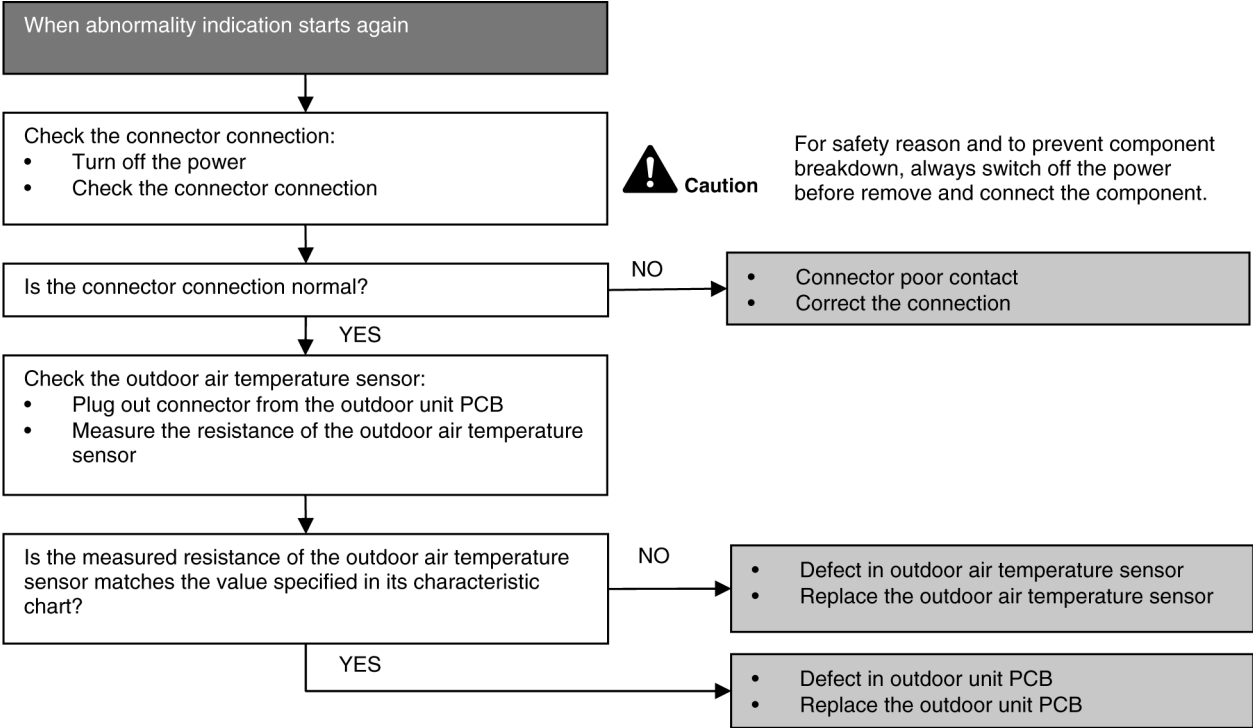 When abnormality indication starts again
Check the connector connection:
• Turn off the power
• Check the connector connection
Caution
For safety reason and to prevent component
breakdown, always switch off the power
before remove and connect the component.
Is the connector connection normal?
NO
• Connector poor contact
• Correct the connection
YES
Check the outdoor air temperature sensor:
• Plug out connector from the outdoor unit PCB
• Measure the resistance of the outdoor air temperature
sensor
Is the measured resistance of the outdoor air temperature
sensor matches the value specified in its characteristic
chart?
NO
• Defect in outdoor air temperature sensor
• Replace the outdoor air temperature sensor
YES
• Defect in outdoor unit PCB
• Replace the outdoor unit PCB